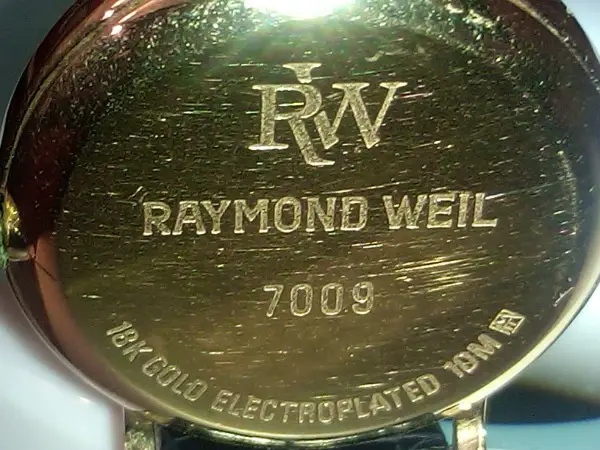 RW
RAYMOND WEIL
7009
18K GOLD ELECTROPLATED 10M